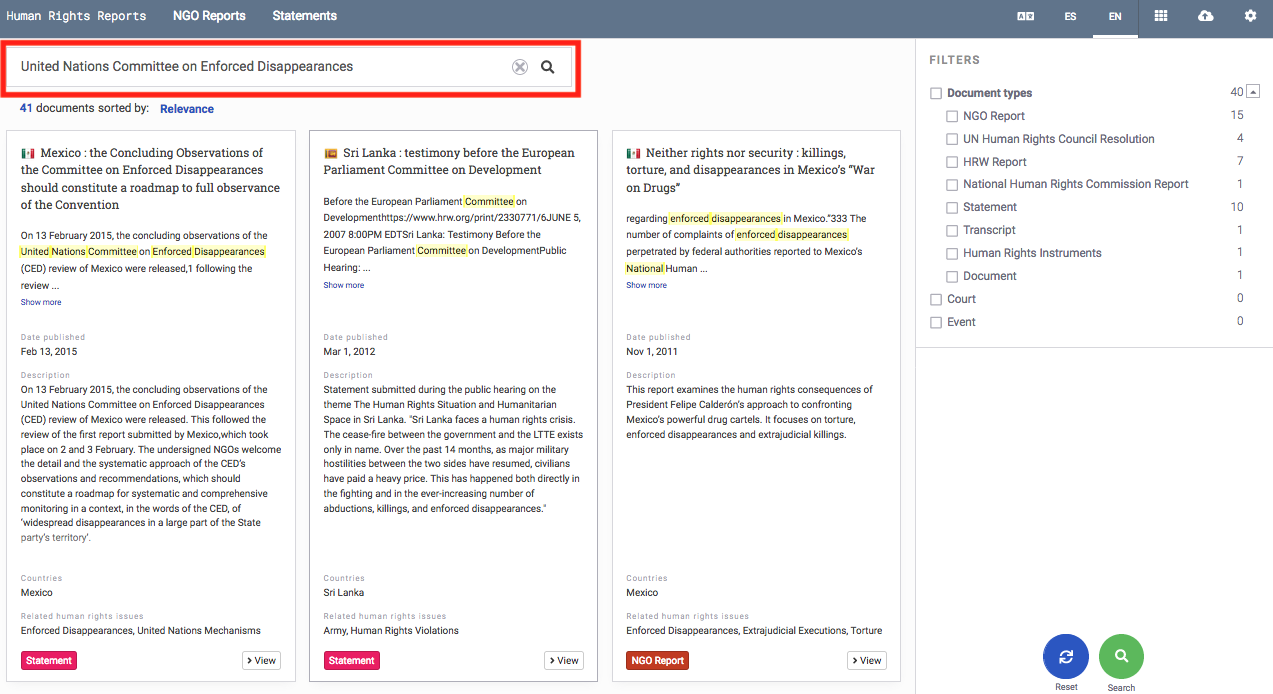 Human Rights Reports NGO Reports Statements ES EN
United Nations Committee on Enforced Disappearances
41 documents sorted by: Relevance
Mexico : the Concluding Observations of
the Committee on Enforced Disappearances
should constitute a roadmap to full observance
of the Convention
On 13 February 2015, the concluding observations of the
United Nations Committee on Enforced Disappearances
(CED) review of Mexico were released,1 following the
review ...
Show more
Date published
Feb 13, 2015
Description
On 13 February 2015, the concluding observations of the
United Nations Committee on Enforced Disappearances
(CED) review of Mexico were released. This followed the
review of the first report submitted by Mexico,which took
place on 2 and 3 February. The undersigned NGOs welcome
the detail and the systematic approach of the CED's
observations and recommendations, which should
constitute a roadmap for systematic and comprehensive
monitoring in a context, in the words of the CED, of
'widespread disappearances in a large part of the State
party's territory'.
Countries
Mexico
Related human rights issues
Enforced Disappearances, United Nations Mechanisms
Statement
View
Sri Lanka : testimony before the European
Parliament Committee on Development
Before the European Parliament Committee on
Developmenthttps://www.hrw.org/print/2330771/6JUNE 5,
2007 8:00PM EDTSri Lanka: Testimony Before the
European Parliament Committee on DevelopmentPublic
Hearing: ...
Show more
Date published
Mar 1, 2012
Description
Statement submitted during the public hearing on the
theme The Human Rights Situation and Humanitarian
Space in Sri Lanka. "Sri Lanka faces a human rights crisis.
The cease-fire between the government and the LTTE exists
only in name. Over the past 14 months, as major military
hostilities between the two sides have resumed, civilians
have paid a heavy price. This has happened both directly in
the fighting and in the ever-increasing number of
abductions, killings, and enforced disappearances."
Countries
Sri Lanka
Related human rights issues
Army, Human Rights Violations
Statement
View
Neither rights nor security : killings,
torture, and disappearances in Mexico's "War
on Drugs"
regarding enforced disappearances in Mexico."333 The
number of complaints of enforced disappearances
perpetrated by federal authorities reported to Mexico's
National Human ...
Show more
Date published
Nov 1, 2011
Description
This report examines the human rights consequences of
President Felipe Calderón's approach to confronting
Mexico's powerful drug cartels. It focuses on torture,
enforced disappearances and extrajudicial killings.
Countries
Mexico
Related human rights issues
Enforced Disappearances, Extrajudicial Executions, Torture
NGO Report
View
FILTERS
Document types 40
NGO Report 15
UN Human Rights Council Resolution 4
HRW Report 7
National Human Rights Commission Report 1
Statement 10
Transcript 1
Human Rights Instruments 1
Document 1
Court 0
Event 0
Reset
Search